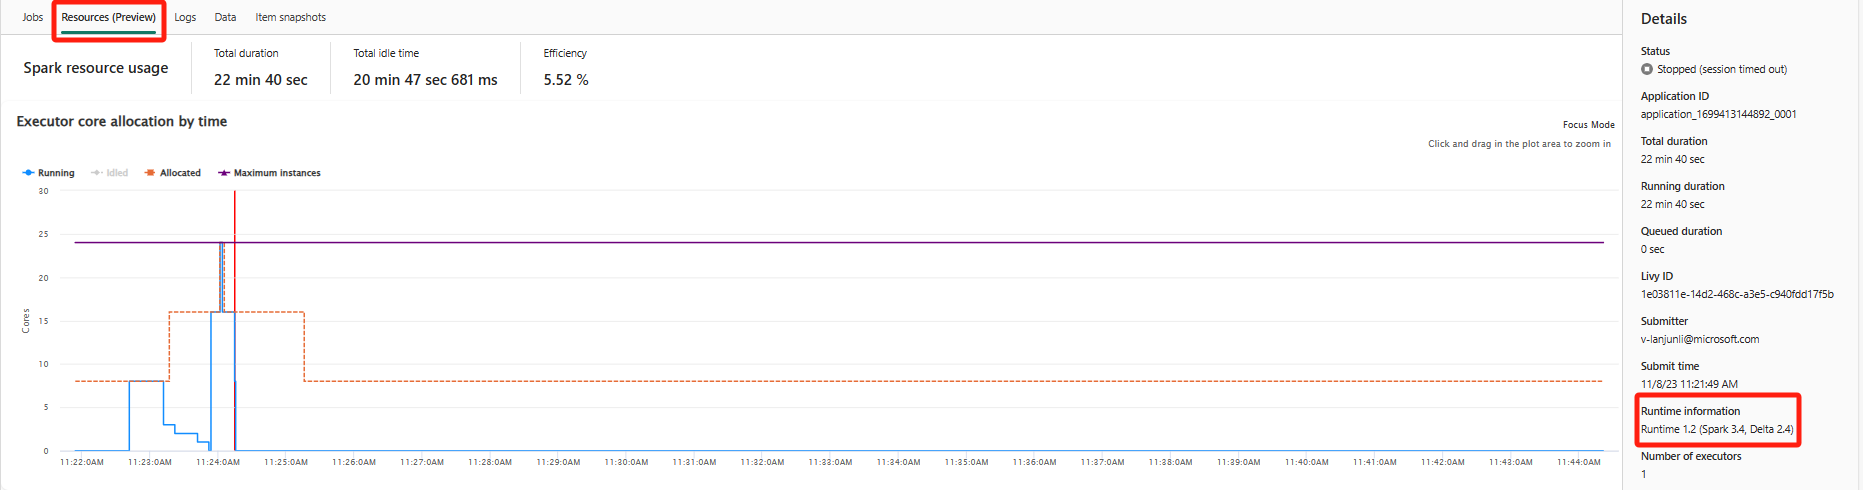 Jobs Resources (Preview) Logs Data Item snapshots
Spark resource usage
Total duration
22 min 40 sec
Total idle time
20 min 47 sec 681 ms
Efficiency
5.52 %
Executor core allocation by time
Focus Mode
Click and drag in the plot area to zoom in
Running Idled Allocated Maximum instances
30
25
20
15
10
5
0
Cores
11:22:0AM 11:23:0AM 11:24:0AM 11:25:0AM 11:26:0AM 11:27:0AM 11:28:0AM 11:29:0AM 11:30:0AM 11:31:0AM 11:32:0AM 11:33:0AM 11:34:0AM 11:35:0AM 11:36:0AM 11:37:0AM 11:38:0AM 11:39:0AM 11:40:0AM 11:41:0AM 11:42:0AM 11:43:0AM 11:44:0AM
Details
Status
Stopped (session timed out)
Application ID
application_1699413144892_0001
Total duration
22 min 40 sec
Running duration
22 min 40 sec
Queued duration
0 sec
Livy ID
1e03811e-14d2-468c-a3e5-c940fdd17f5b
Submitter
v-lanjunli@microsoft.com
Submit time
11/8/23 11:21:49 AM
Runtime information
Runtime 1.2 (Spark 3.4, Delta 2.4)
Number of executors
1